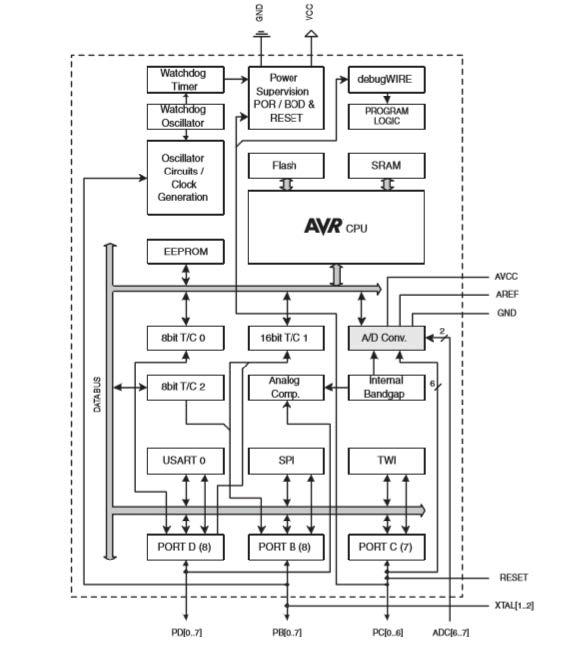 GND
VCC
Watchdog
Timer
Power
Supervision
POR / BOD &
RESET
debugWIRE
Watchdog
Oscillator
PROGRAM
LOGIC
Oscillator
Circuits /
Clock
Generation
Flash
SRAM
AVR CPU
EEPROM
AVCC
AREF
GND
8bit T/C 0
16bit T/C 1
A/D Conv.
2
DATABUS
8bit T/C 2
Analog
Comp.
Internal
Bandgap
6
USART 0
SPI
TWI
PORT D (8)
PORT B (8)
PORT C (7)
RESET
XTAL[1..2]
PD[0..7]
PB[0..7]
PC[0..6]
ADC[6..7]